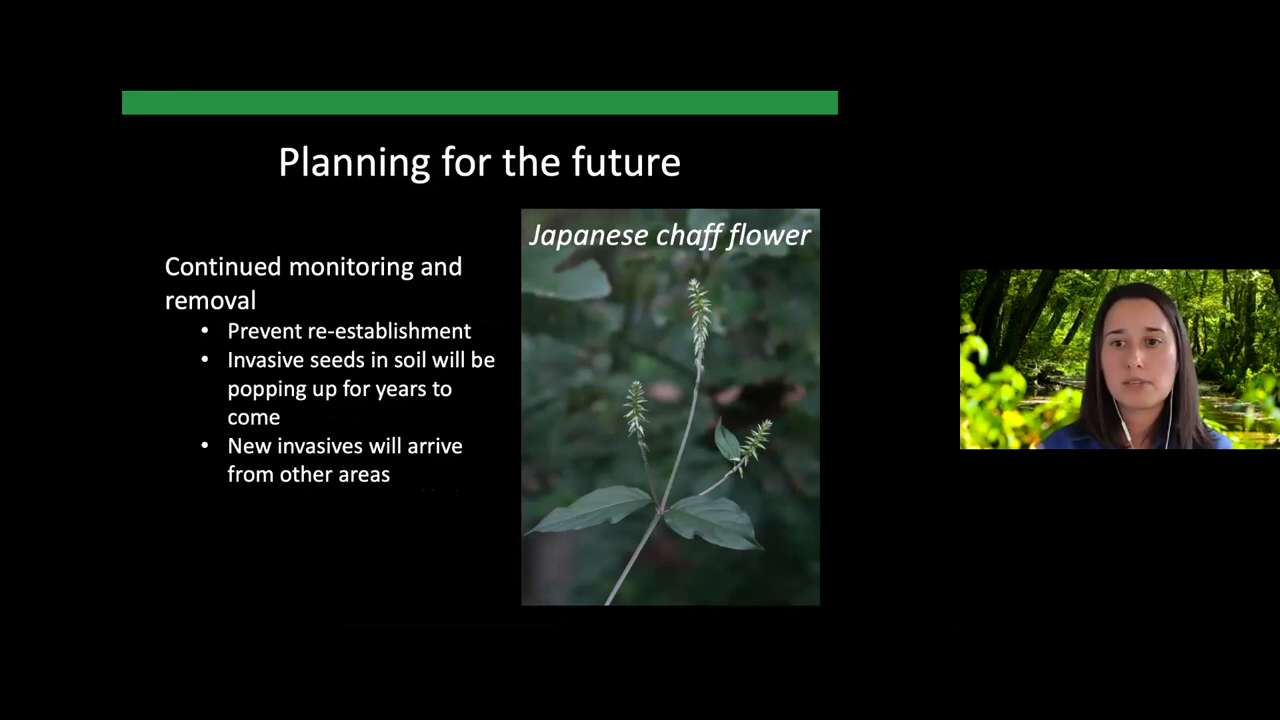 Planning for the future
Japanese chaff flower
Continued monitoring and
removal
• Prevent re-establishment
• Invasive seeds in soil will be
popping up for years to
come
• New invasives will arrive
from other areas